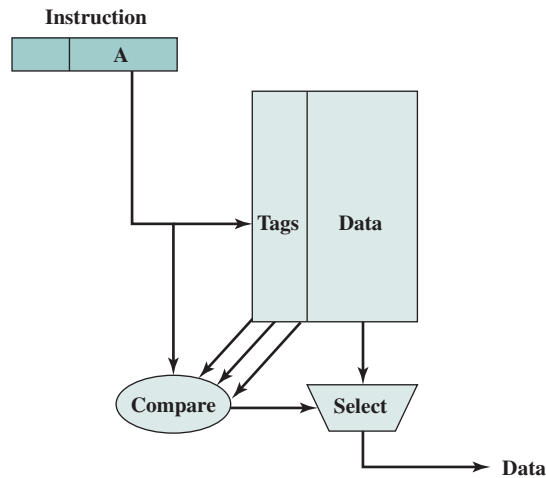 Instruction
A
Tags
Data
Compare
Select
Data